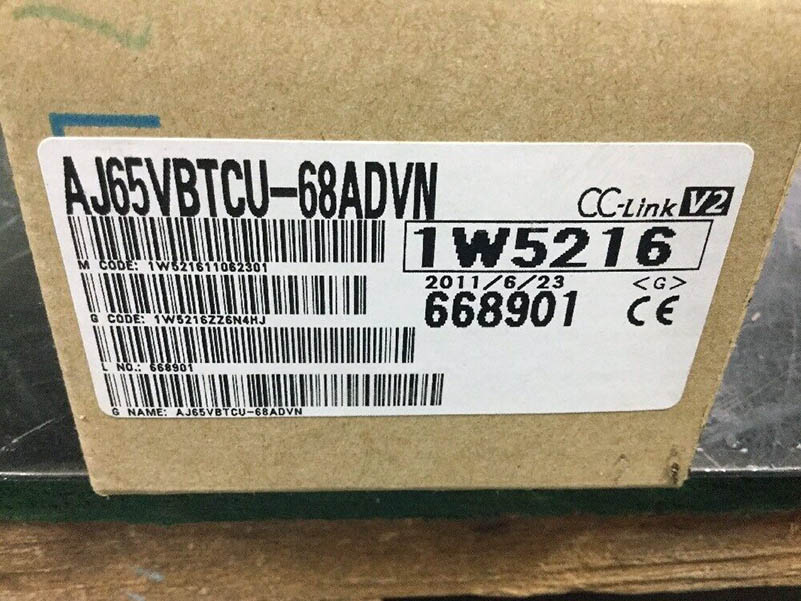 AJ65VBTCU-68ADVN
CC-Link V2
1W5216
M CODE: 1W521611062301
2011/6/23 <G>
668901 CE
G CODE: 1W5216ZZ6N4HJ
L NO.: 668901
G NAME: AJ65VBTCU-68ADVN